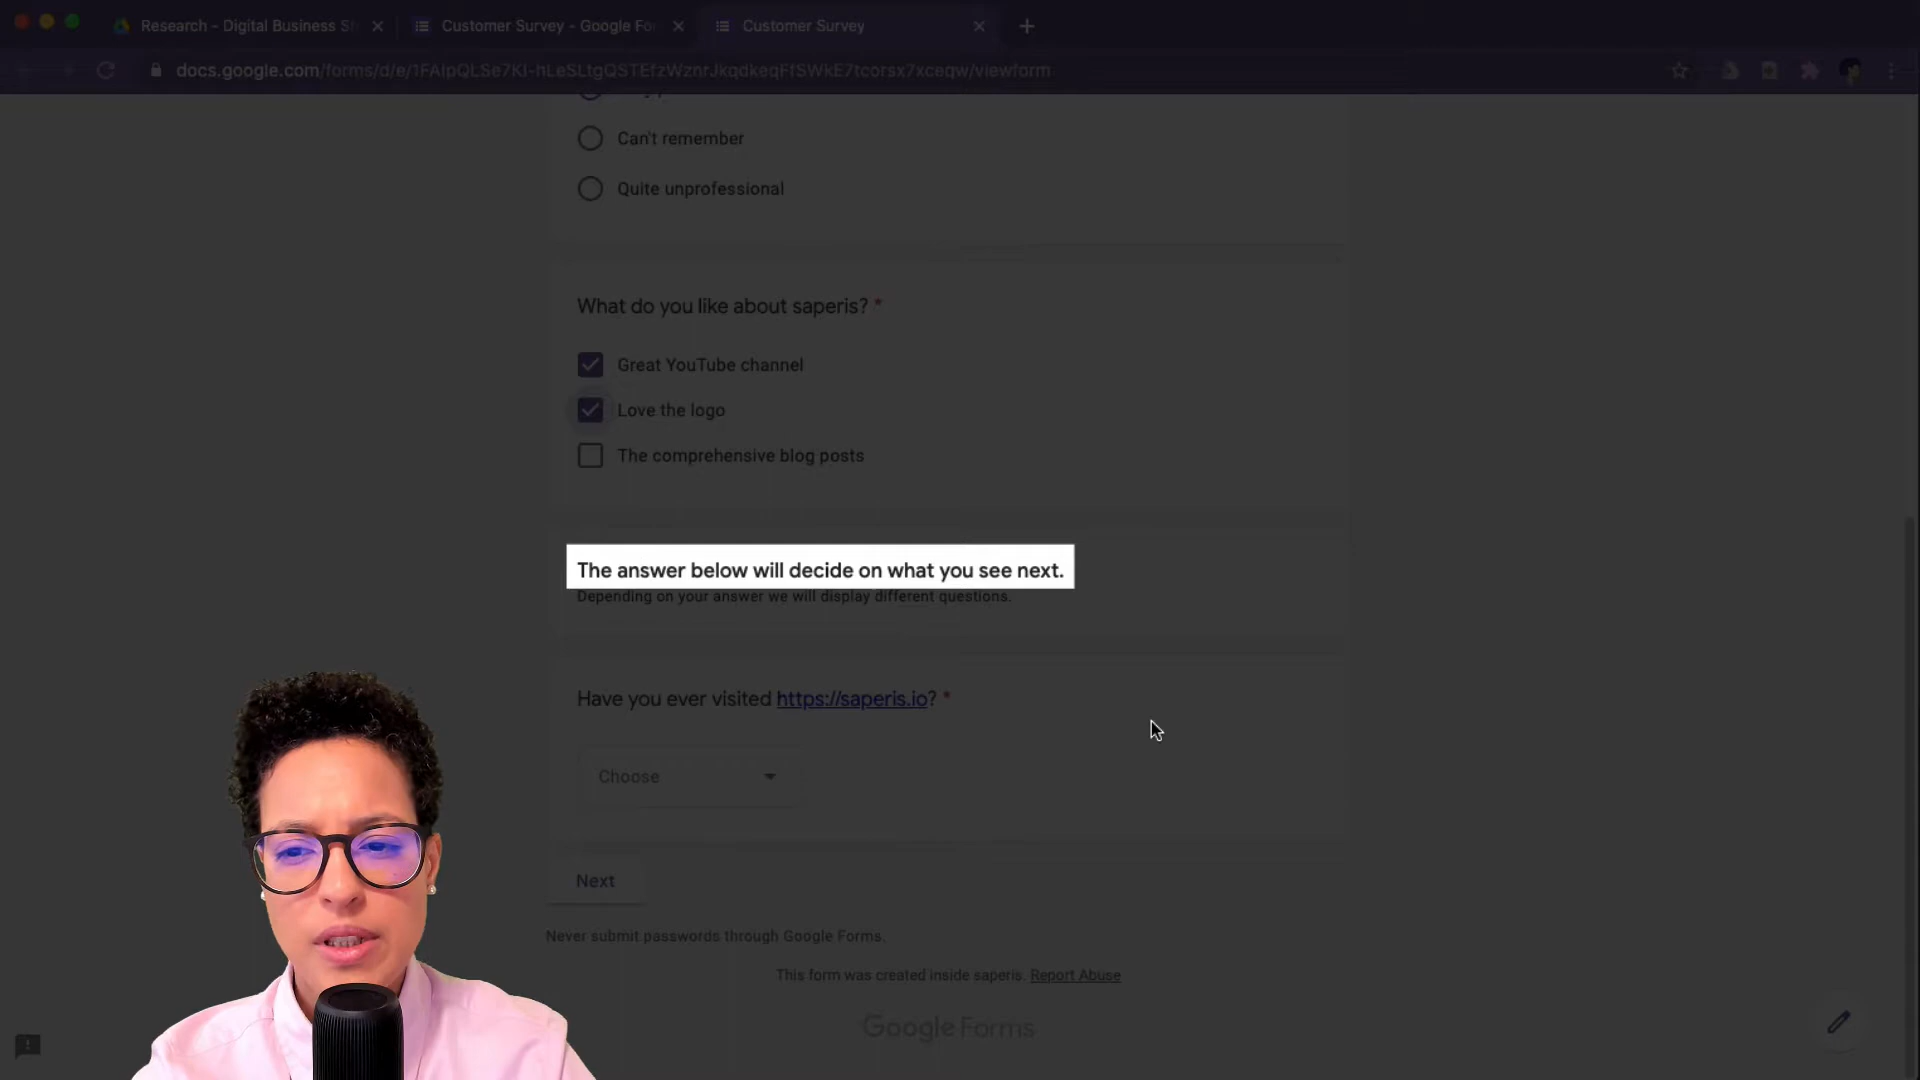 Research - Digital Business St
Customer Survey - Google Fo
Customer Survey
docs.google.com/forms/d/e/1FAIpQLSe7KI-hLeSLtgQSTEfzWznrJkqdkeqFfSWkE7tcorsx7xceqw/viewform
Can't remember
Quite unprofessional
What do you like about saperis? *
Great YouTube channel
Love the logo
The comprehensive blog posts
The answer below will decide on what you see next.
Depending on your answer we will display different questions.
Have you ever visited https://saperis.io? *
Choose
Next
Never submit passwords through Google Forms.
This form was created inside saperis. Report Abuse
Google Forms